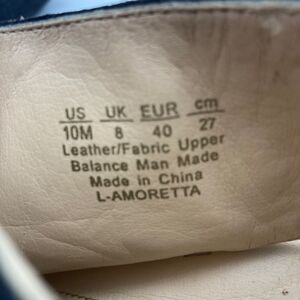 US UK EUR cm
10M 8 40 27
Leather/Fabric Upper
Balance Man Made
Made in China
L-AMORETTA